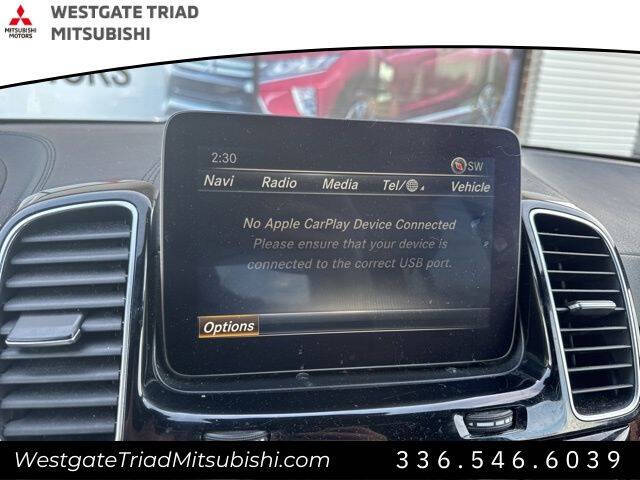 WESTGATE TRIAD
MITSUBISHI
MITSUBISHI
MOTORS
ORS
2:30
SW
Navi Radio Media Tel/ Vehicle
No Apple CarPlay Device Connected
Please ensure that your device is
connected to the correct USB port.
Options
WestgateTriadMitsubishi.com
336.546.6039